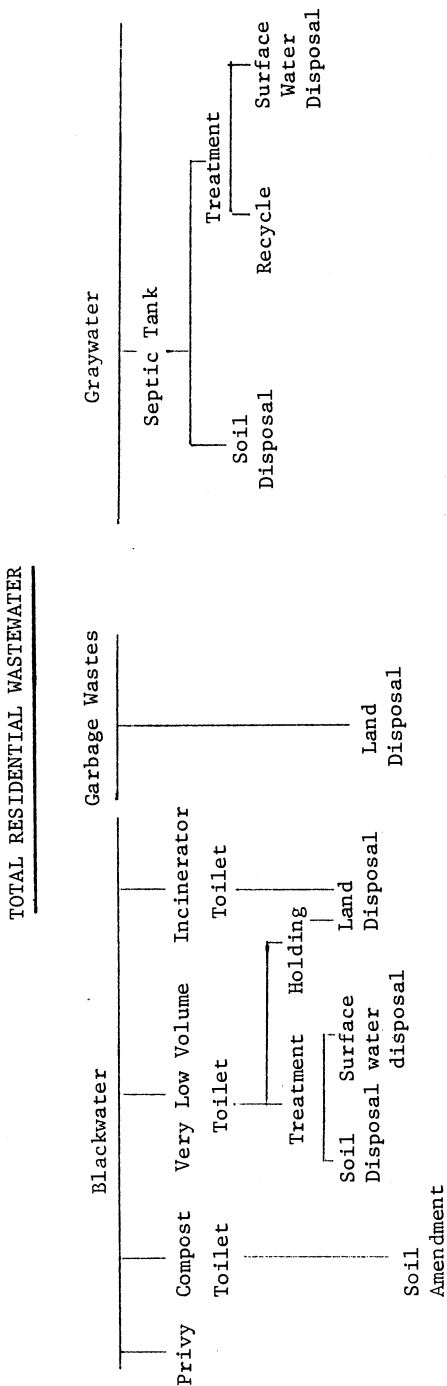 TOTAL RESIDENTIAL WASTEWATER
Blackwater
Garbage Wastes
Graywater
Privy
Compost
Toilet
Very Low Volume
Toilet
Incinerator
Toilet
Septic Tank
Treatment
Holding
Soil
Disposal
Treatment
Soil
Disposal
Surface
water
disposal
Land
Disposal
Land
Disposal
Recycle
Surface
Water
Disposal
Soil
Amendment